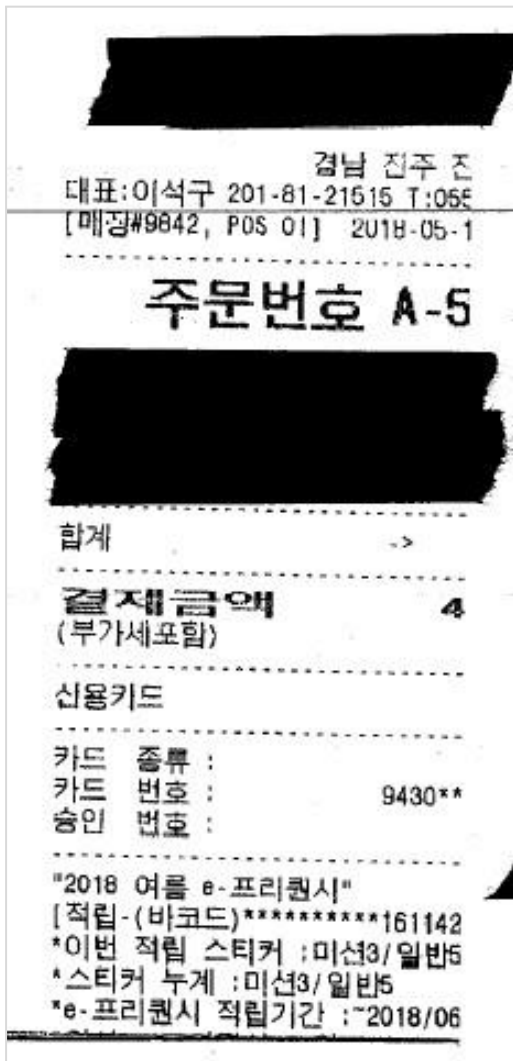 경남 진주 진
대표:이석구 201-81-21515 T:055
[매장#9842, POS 01] 2018-05-1
주문번호 A-5
합계 ->
결제금액 4
(부가세포함)
신용카드
카드 종류 :
카드 번호 : 9430**
승인 번호 :
"2018 여름 e-프리퀀시"
[적립-(바코드)**********161142
*이번 적립 스티커 :미션3/일반5
*스티커 누계 :미션3/일반5
*e-프리퀀시 적립기간 :~2018/06